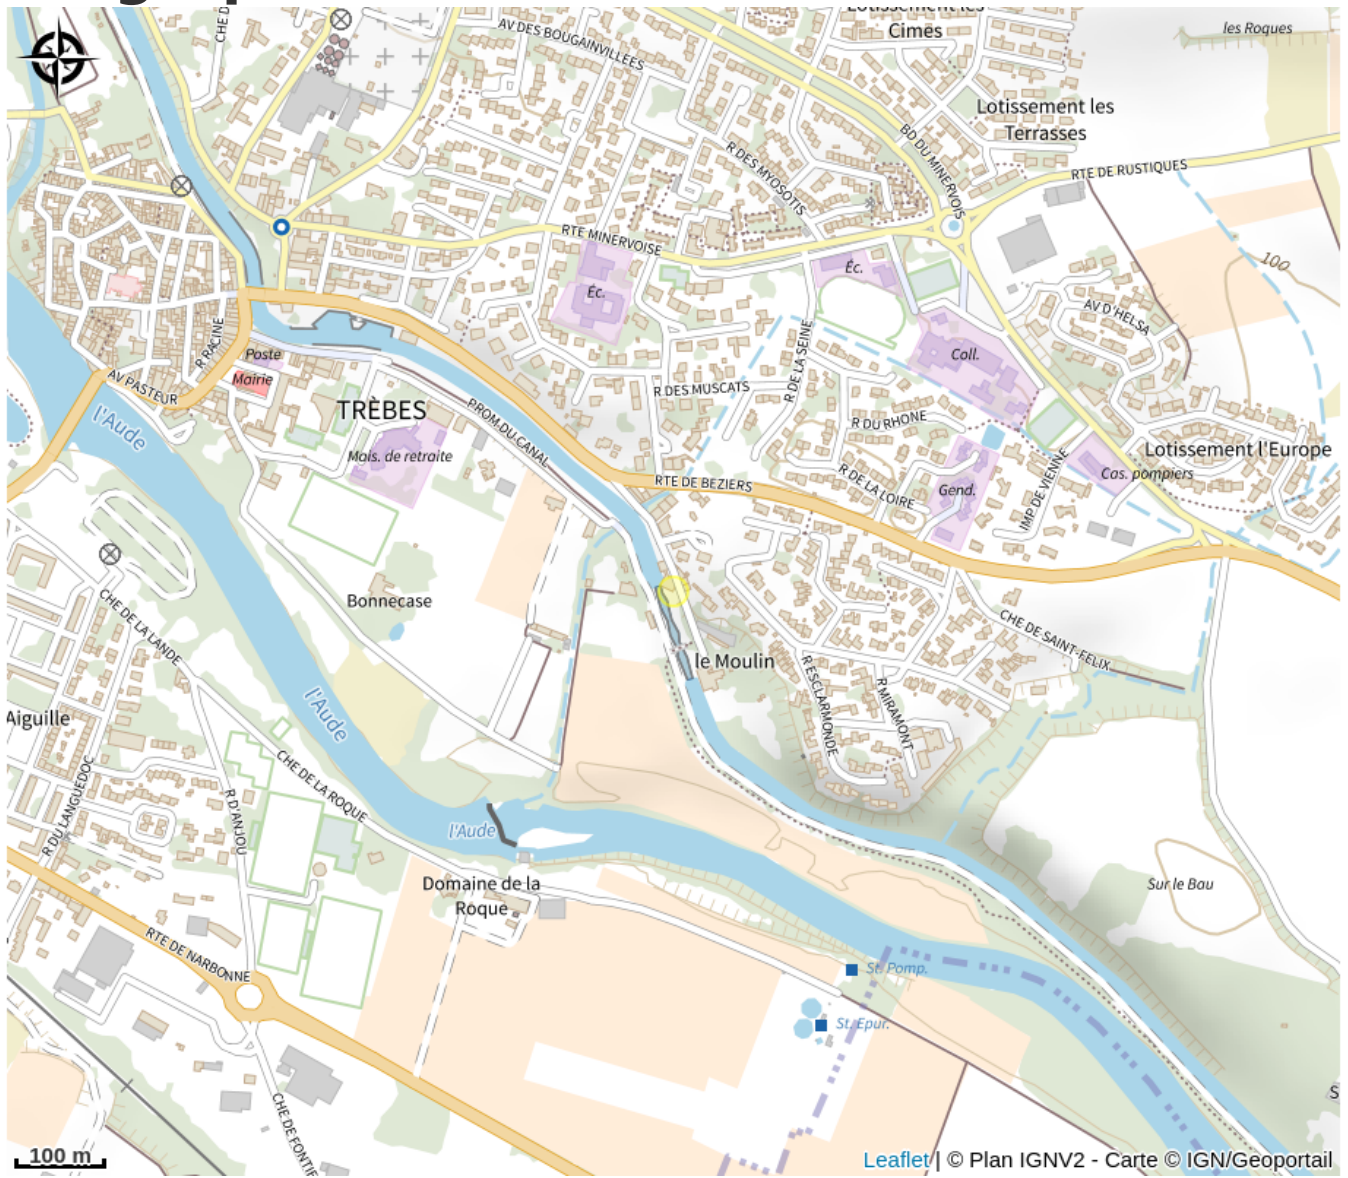 CHE D
AV DES BOUGAINVILLEES
Lotissement les
Cimes
les Roques
Lotissement les
Terrasses
BD DU MINERVOIS
R DES MYOSOTIS
RTE DE RUSTIQUES
RTE MINERVOISE
100
Éc.
Éc.
AV D'HELSA
R RACINE
Poste
Mairie
AV PASTEUR
l'Aude
TRÈBES
PROM DU CANAL
Mais. de retraite
R DES MUSCATS
R DE LA SEINE
Coll.
R DU RHONE
R DE LA LOIRE
Gend.
IMP DE VIENNE
Cas. pompiers
Lotissement l'Europe
RTE DE BEZIERS
CHE DE LA LANDE
Bonnecase
CHE DE SAINT-FELIX
le Moulin
R ESCLARMONDE
R MIRAMONT
l'Aude
Aiguille
R DU LANGUEDOC
CHE DE LA ROQUE
R D'ANJOU
l'Aude
Domaine de la
Roque
Sur le Bau
RTE DE NARBONNE
St. Pomp.
St. Epur.
CHE DE FONTIE
S
100 m
Leaflet | © Plan IGNV2 - Carte © IGN/Geoportail